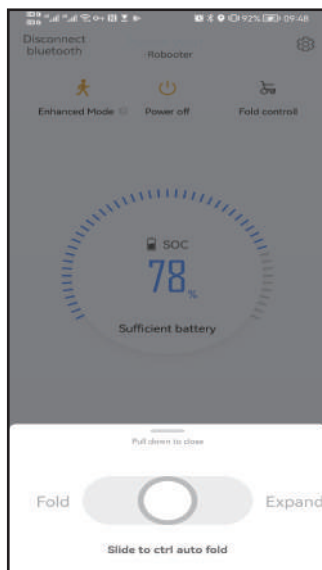 92% 09:48
Disconnect
bluetooth
Robooter
Enhanced Mode
Power off
Fold controll
SOC
78%
Sufficient battery
Pull down to close
Fold
Expand
Slide to ctrl auto fold